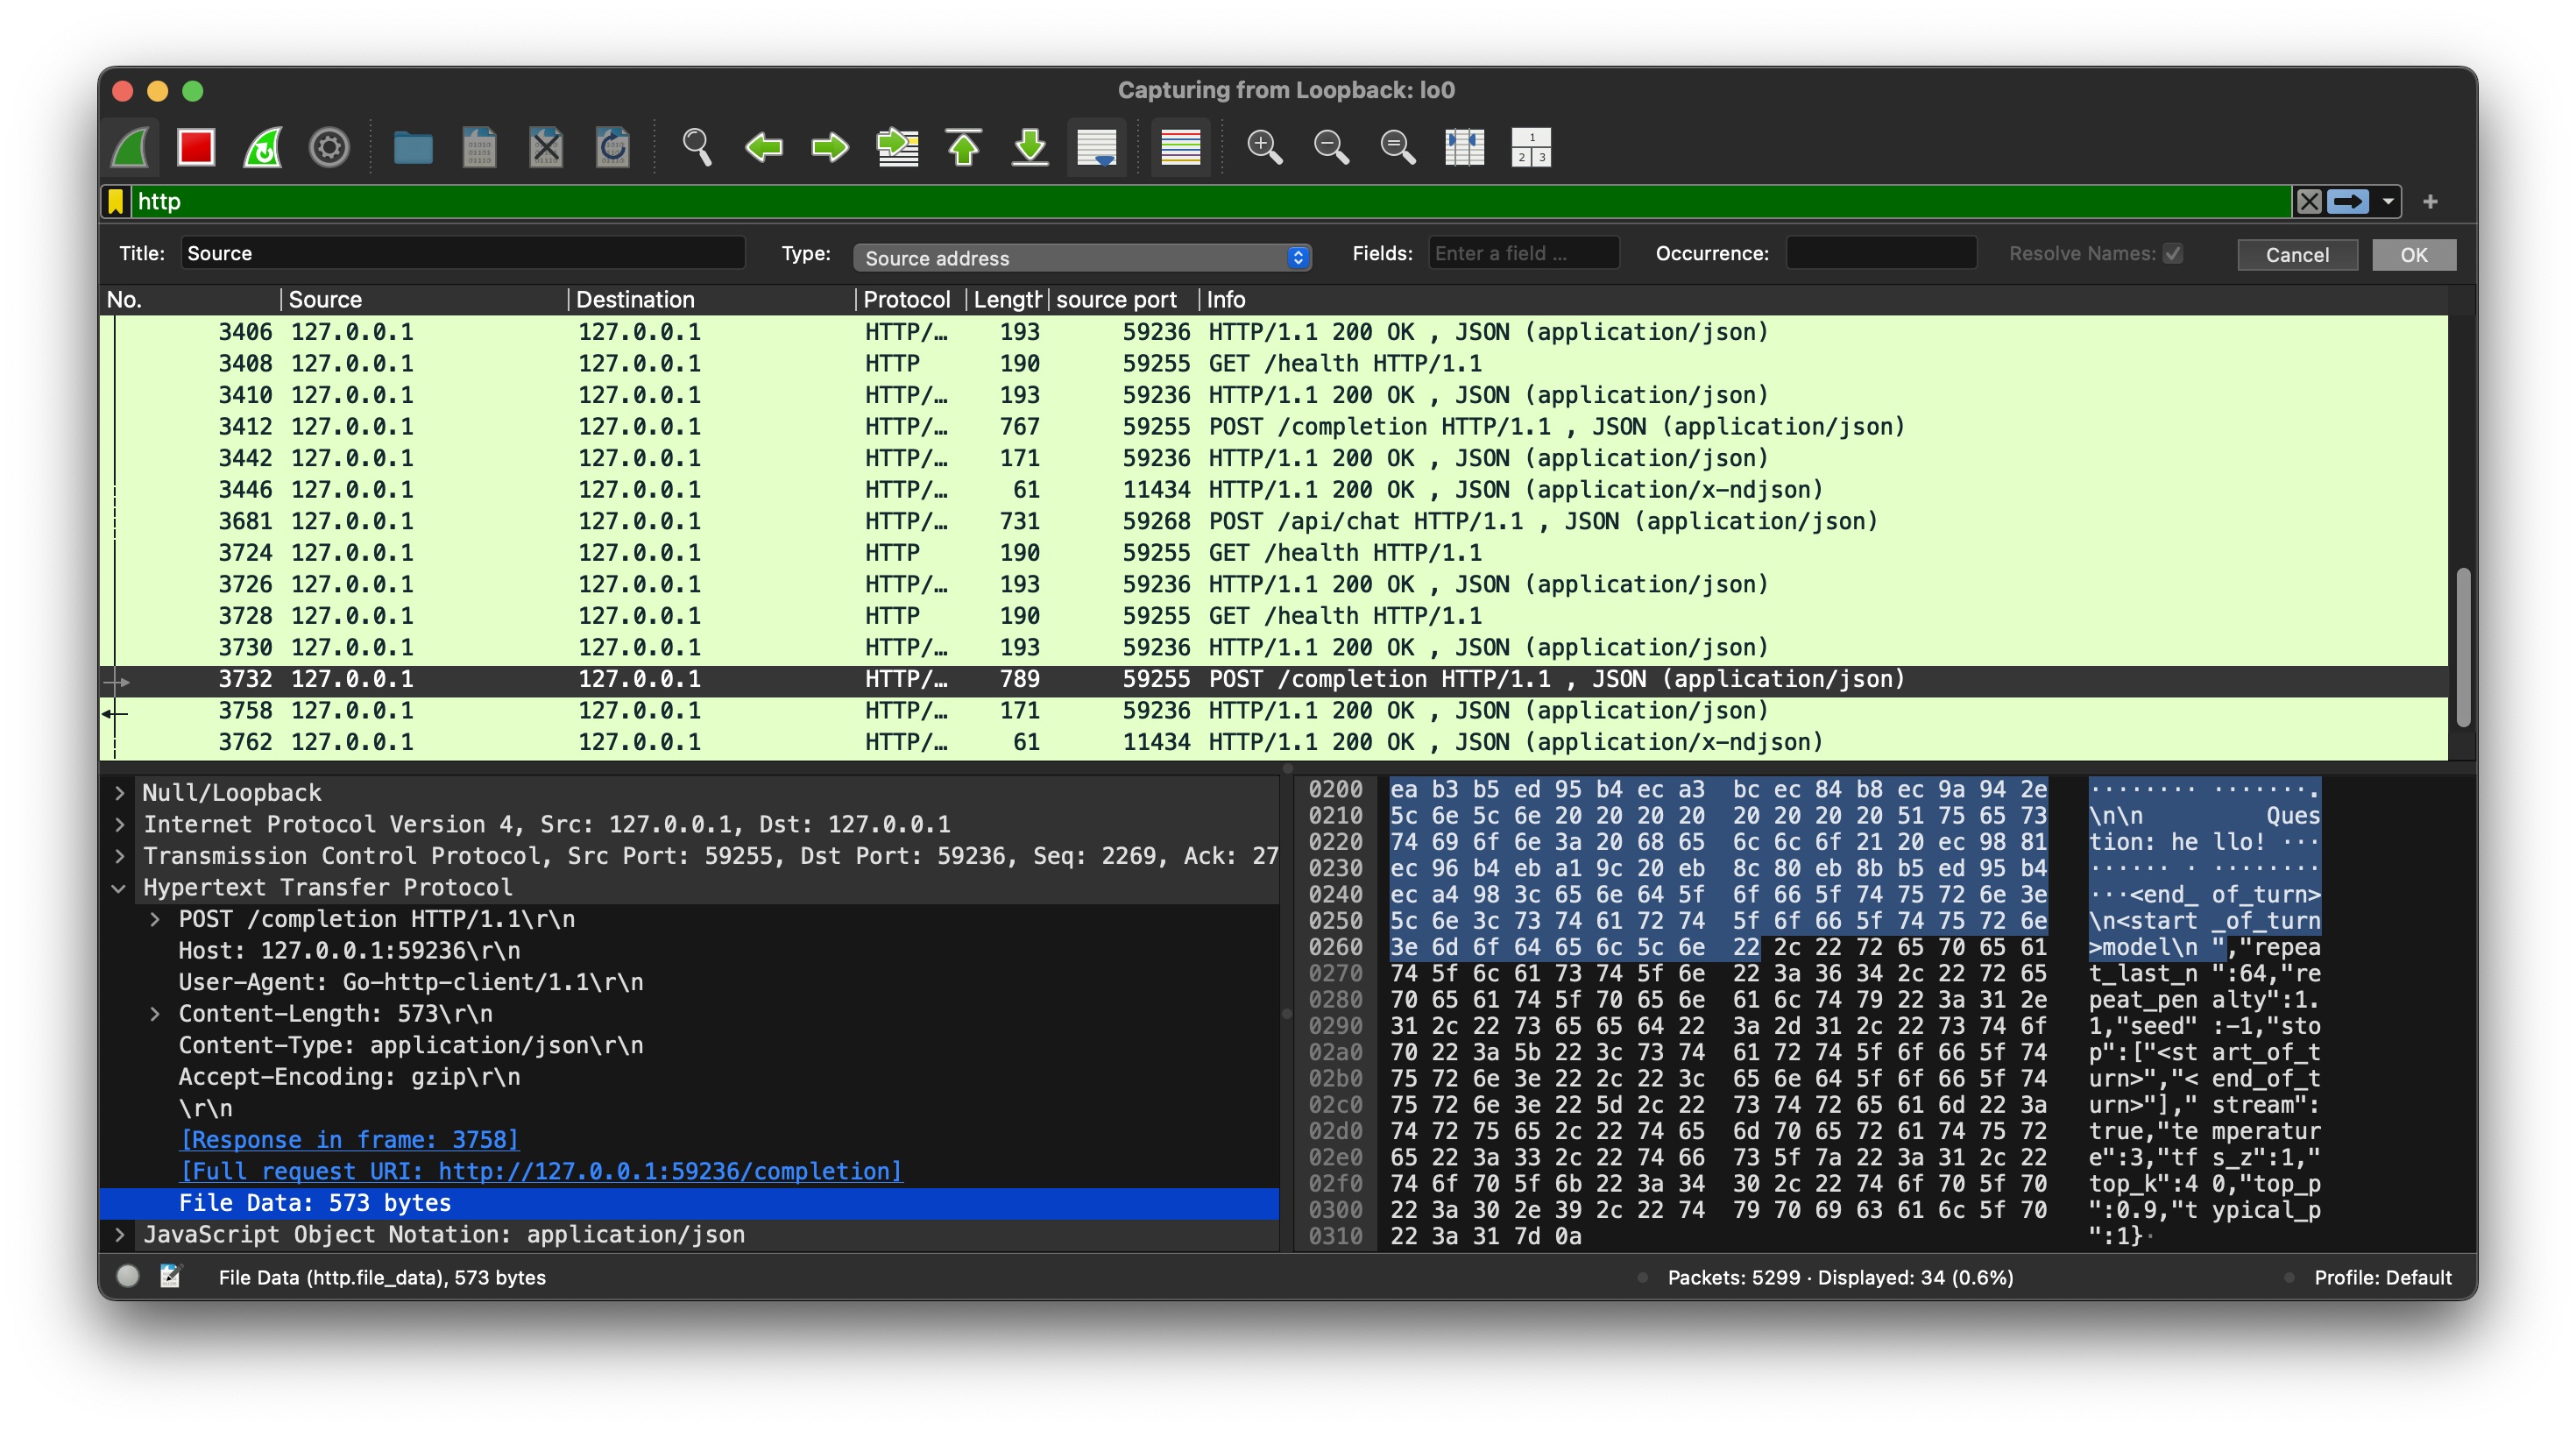 Capturing from Loopback: lo0
http
Title: Source Type: Source address Fields: Enter a field ... Occurrence: Resolve Names: Cancel OK
No. Source Destination Protocol Length source port Info
3406 127.0.0.1 127.0.0.1 HTTP/… 193 59236 HTTP/1.1 200 OK , JSON (application/json)
3408 127.0.0.1 127.0.0.1 HTTP 190 59255 GET /health HTTP/1.1
3410 127.0.0.1 127.0.0.1 HTTP/… 193 59236 HTTP/1.1 200 OK , JSON (application/json)
3412 127.0.0.1 127.0.0.1 HTTP/… 767 59255 POST /completion HTTP/1.1 , JSON (application/json)
3442 127.0.0.1 127.0.0.1 HTTP/… 171 59236 HTTP/1.1 200 OK , JSON (application/json)
3446 127.0.0.1 127.0.0.1 HTTP/… 61 11434 HTTP/1.1 200 OK , JSON (application/x-ndjson)
3681 127.0.0.1 127.0.0.1 HTTP/… 731 59268 POST /api/chat HTTP/1.1 , JSON (application/json)
3724 127.0.0.1 127.0.0.1 HTTP 190 59255 GET /health HTTP/1.1
3726 127.0.0.1 127.0.0.1 HTTP/… 193 59236 HTTP/1.1 200 OK , JSON (application/json)
3728 127.0.0.1 127.0.0.1 HTTP 190 59255 GET /health HTTP/1.1
3730 127.0.0.1 127.0.0.1 HTTP/… 193 59236 HTTP/1.1 200 OK , JSON (application/json)
3732 127.0.0.1 127.0.0.1 HTTP/… 789 59255 POST /completion HTTP/1.1 , JSON (application/json)
3758 127.0.0.1 127.0.0.1 HTTP/… 171 59236 HTTP/1.1 200 OK , JSON (application/json)
3762 127.0.0.1 127.0.0.1 HTTP/… 61 11434 HTTP/1.1 200 OK , JSON (application/x-ndjson)
Null/Loopback
Internet Protocol Version 4, Src: 127.0.0.1, Dst: 127.0.0.1
Transmission Control Protocol, Src Port: 59255, Dst Port: 59236, Seq: 2269, Ack: 27
Hypertext Transfer Protocol
POST /completion HTTP/1.1\r\n
Host: 127.0.0.1:59236\r\n
User-Agent: Go-http-client/1.1\r\n
Content-Length: 573\r\n
Content-Type: application/json\r\n
Accept-Encoding: gzip\r\n
\r\n
[Response in frame: 3758]
[Full request URI: http://127.0.0.1:59236/completion]
File Data: 573 bytes
JavaScript Object Notation: application/json
0200 ea b3 b5 ed 95 b4 ec a3 bc ec 84 b8 ec 9a 94 2e ········ ·······.
0210 5c 6e 5c 6e 20 20 20 20 20 20 20 20 51 75 65 73 \n\n Ques
0220 74 69 6f 6e 3a 20 68 65 6c 6c 6f 21 20 ec 98 81 tion: he llo! ···
0230 ec 96 b4 eb a1 9c 20 eb 8c 80 eb 8b b5 ed 95 b4 ······ · ········
0240 ec a4 98 3c 65 6e 64 5f 6f 66 5f 74 75 72 6e 3e ···<end_ of_turn>
0250 5c 6e 3c 73 74 61 72 74 5f 6f 66 5f 74 75 72 6e \n<start _of_turn
0260 3e 6d 6f 64 65 6c 5c 6e 22 2c 22 72 65 70 65 61 >model\n ","repea
0270 74 5f 6c 61 73 74 5f 6e 22 3a 36 34 2c 22 72 65 t_last_n ":64,"re
0280 70 65 61 74 5f 70 65 6e 61 6c 74 79 22 3a 31 2e peat_pen alty":1.
0290 31 2c 22 73 65 65 64 22 3a 2d 31 2c 22 73 74 6f 1,"seed" :-1,"sto
02a0 70 22 3a 5b 22 3c 73 74 61 72 74 5f 6f 66 5f 74 p":["<st art_of_t
02b0 75 72 6e 3e 22 2c 22 3c 65 6e 64 5f 6f 66 5f 74 urn>","< end_of_t
02c0 75 72 6e 3e 22 5d 2c 22 73 74 72 65 61 6d 22 3a urn>"]," stream":
02d0 74 72 75 65 2c 22 74 65 6d 70 65 72 61 74 75 72 true,"te mperatur
02e0 65 22 3a 33 2c 22 74 66 73 5f 7a 22 3a 31 2c 22 e":3,"tf s_z":1,"
02f0 74 6f 70 5f 6b 22 3a 34 30 2c 22 74 6f 70 5f 70 top_k":4 0,"top_p
0300 22 3a 30 2e 39 2c 22 74 79 70 69 63 61 6c 5f 70 ":0.9,"t ypical_p
0310 22 3a 31 7d 0a ":1}·
File Data (http.file_data), 573 bytes Packets: 5299 · Displayed: 34 (0.6%) Profile: Default